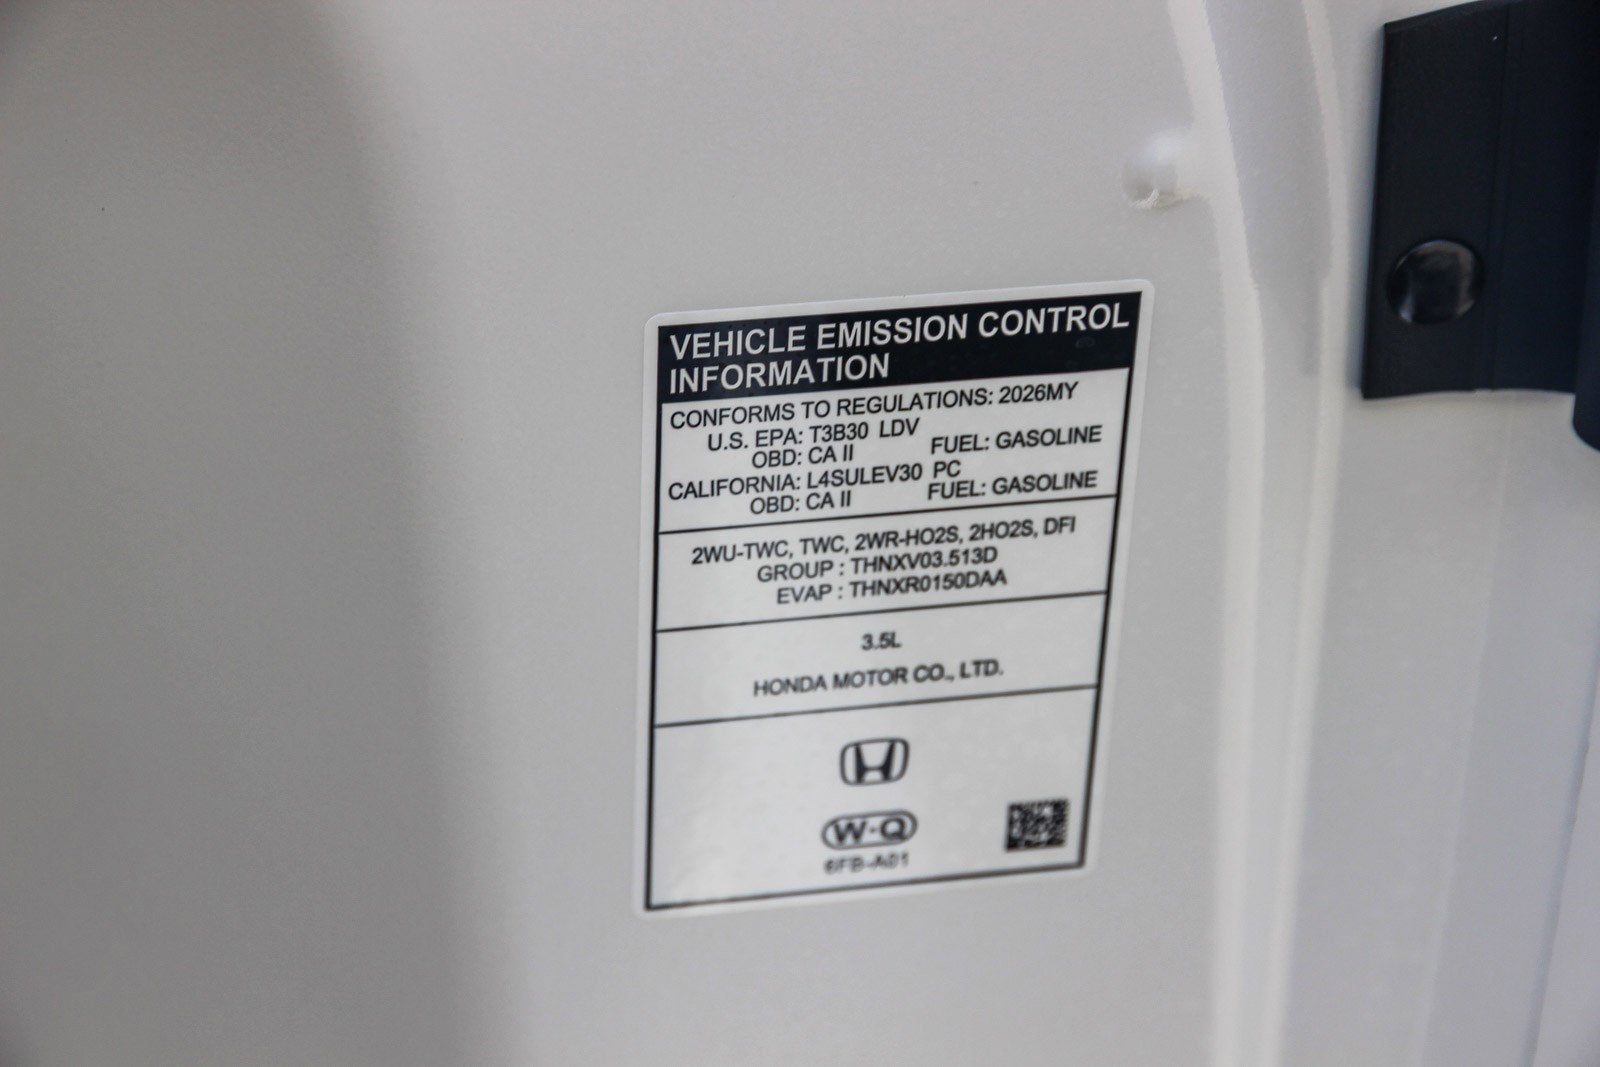 VEHICLE EMISSION CONTROL
INFORMATION
CONFORMS TO REGULATIONS: 2026MY
U.S. EPA: T3B30 LDV
OBD: CA II FUEL: GASOLINE
CALIFORNIA: L4SULEV30 PC
OBD: CA II FUEL: GASOLINE
2WU-TWC, TWC, 2WR-HO2S, 2HO2S, DFI
GROUP : THNXV03.513D
EVAP : THNXR0150DAA
3.5L
HONDA MOTOR CO., LTD.
W-Q
6FB-A01